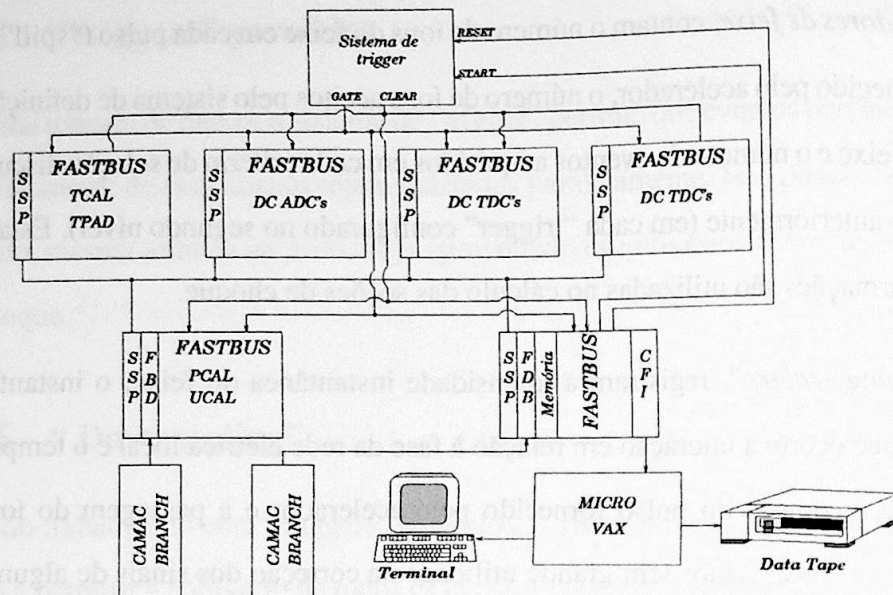 Sistema de
trigger
RESET
START
GATE CLEAR
SSP
FASTBUS
TCAL
TPAD
SSP
FASTBUS
DC ADC's
SSP
FASTBUS
DC TDC's
SSP
FASTBUS
DC TDC's
SSP
FBD
FASTBUS
PCAL
UCAL
SSP
FDB
Memória
FASTBUS
CFI
CAMAC
BRANCH
CAMAC
BRANCH
Terminal
MICRO
VAX
Data Tape